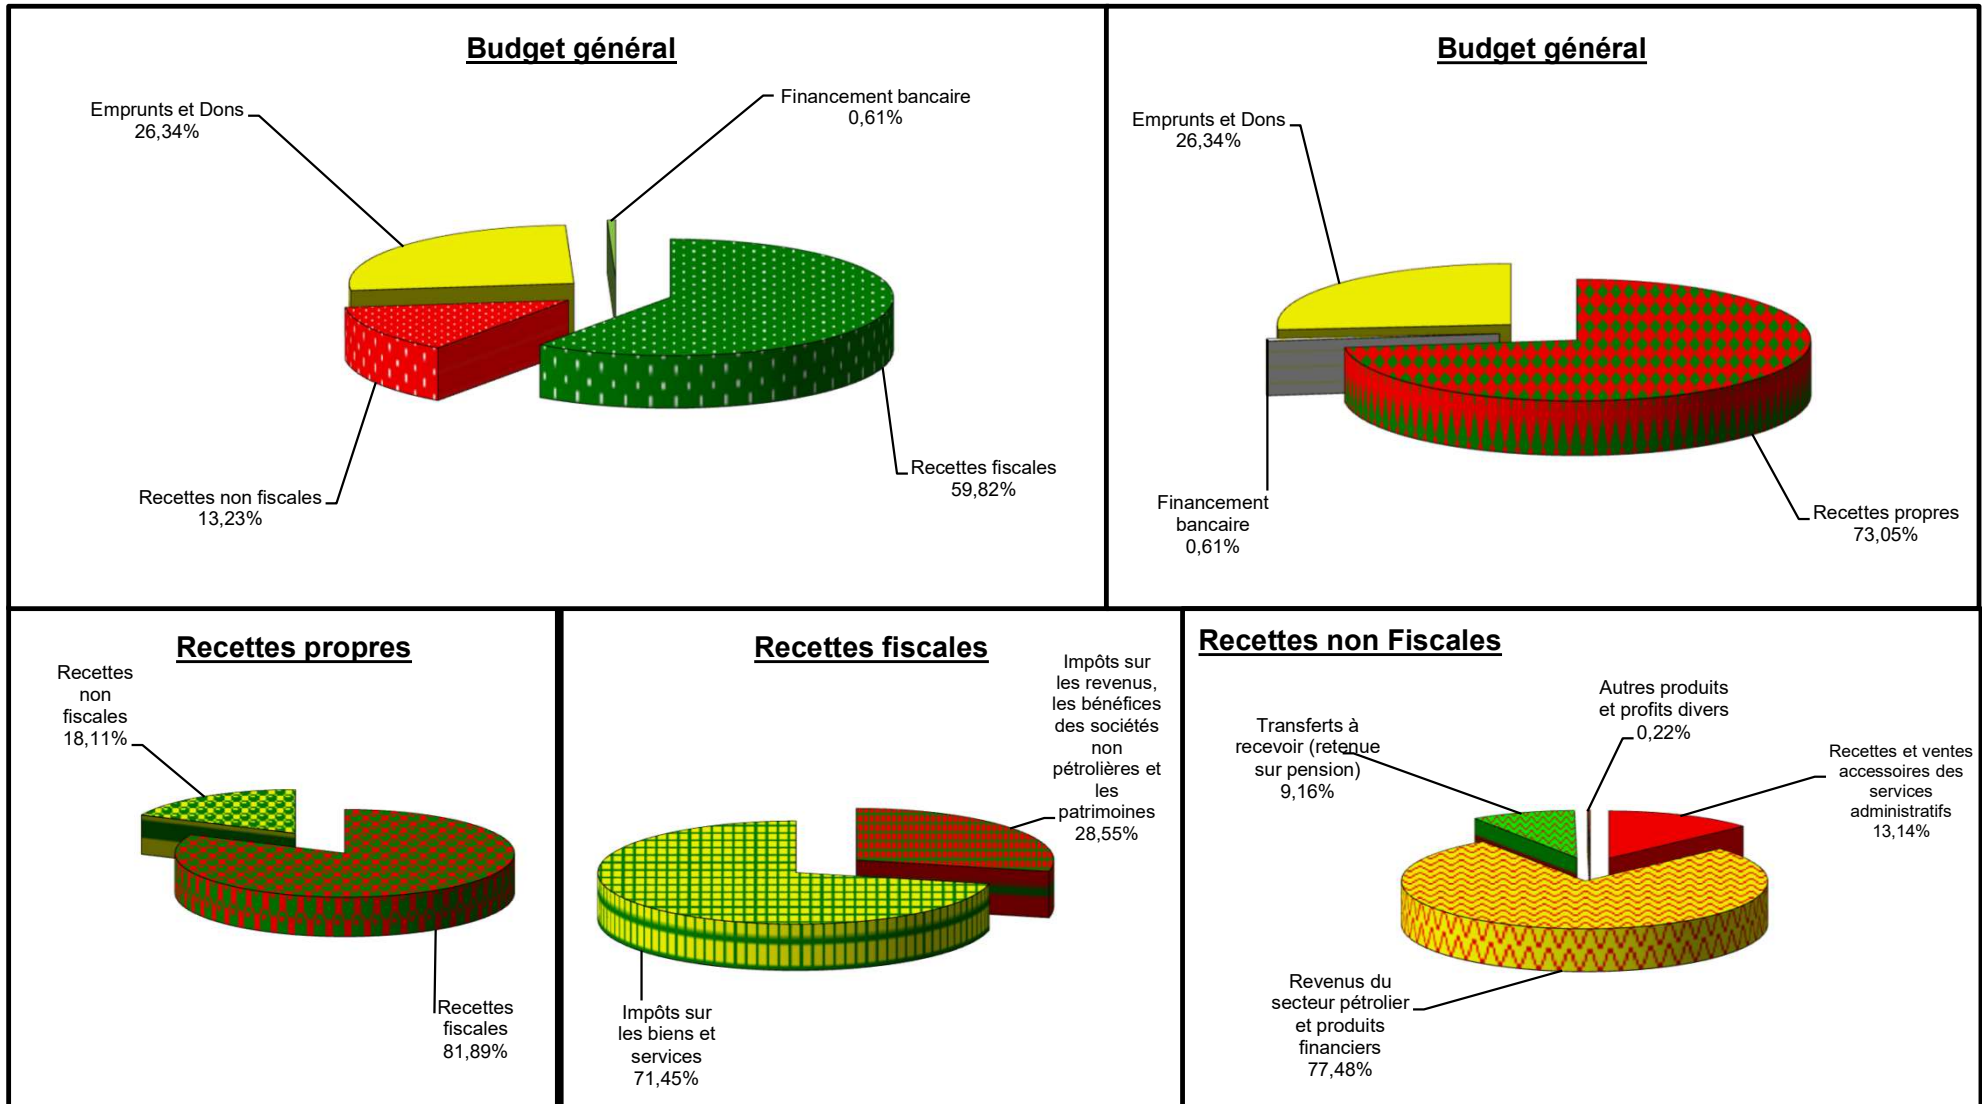 Budget général
Emprunts et Dons
26,34%
Financement bancaire
0,61%
Recettes non fiscales
13,23%
Recettes fiscales
59,82%
Budget général
Emprunts et Dons
26,34%
Financement
bancaire
0,61%
Recettes propres
73,05%
Recettes propres
Recettes
non
fiscales
18,11%
Recettes
fiscales
81,89%
Recettes fiscales
Impôts sur
les revenus,
les bénéfices
des sociétés
non
pétrolières et
les
patrimoines
28,55%
Impôts sur
les biens et
services
71,45%
Recettes non Fiscales
Transferts à
recevoir (retenue
sur pension)
9,16%
Autres produits
et profits divers
0,22%
Recettes et ventes
accessoires des
services
administratifs
13,14%
Revenus du
secteur pétrolier
et produits
financiers
77,48%